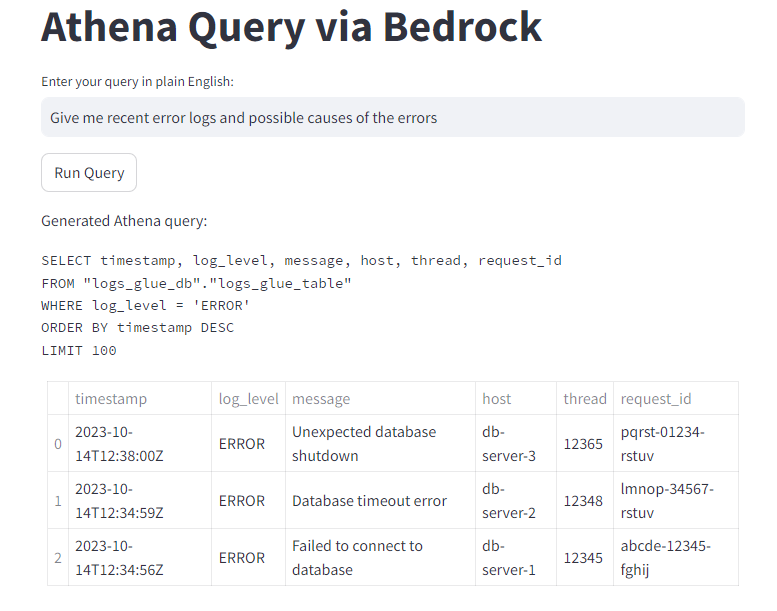 Athena Query via Bedrock
Enter your query in plain English:
Give me recent error logs and possible causes of the errors
Run Query
Generated Athena query:
SELECT timestamp, log_level, message, host, thread, request_id
FROM "logs_glue_db"."logs_glue_table"
WHERE log_level = 'ERROR'
ORDER BY timestamp DESC
LIMIT 100
timestamp log_level message host thread request_id
0 2023-10-14T12:38:00Z ERROR Unexpected database shutdown db-server-3 12365 pqrst-01234-rstuv
1 2023-10-14T12:34:59Z ERROR Database timeout error db-server-2 12348 lmnop-34567-rstuv
2 2023-10-14T12:34:56Z ERROR Failed to connect to database db-server-1 12345 abcde-12345-fghij